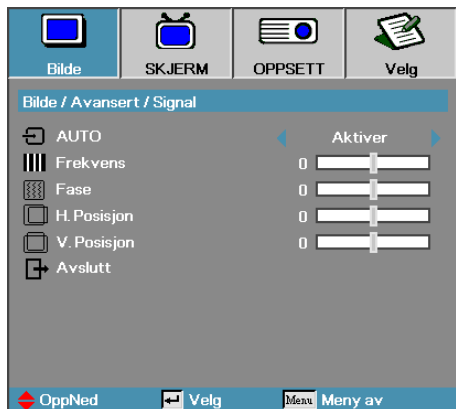 Bilde SKJERM OPPSETT Velg
Bilde / Avansert / Signal
AUTO Aktiver
Frekvens 0
Fase 0
H. Posisjon 0
V. Posisjon 0
Avslutt
OppNed Velg Menu Meny av